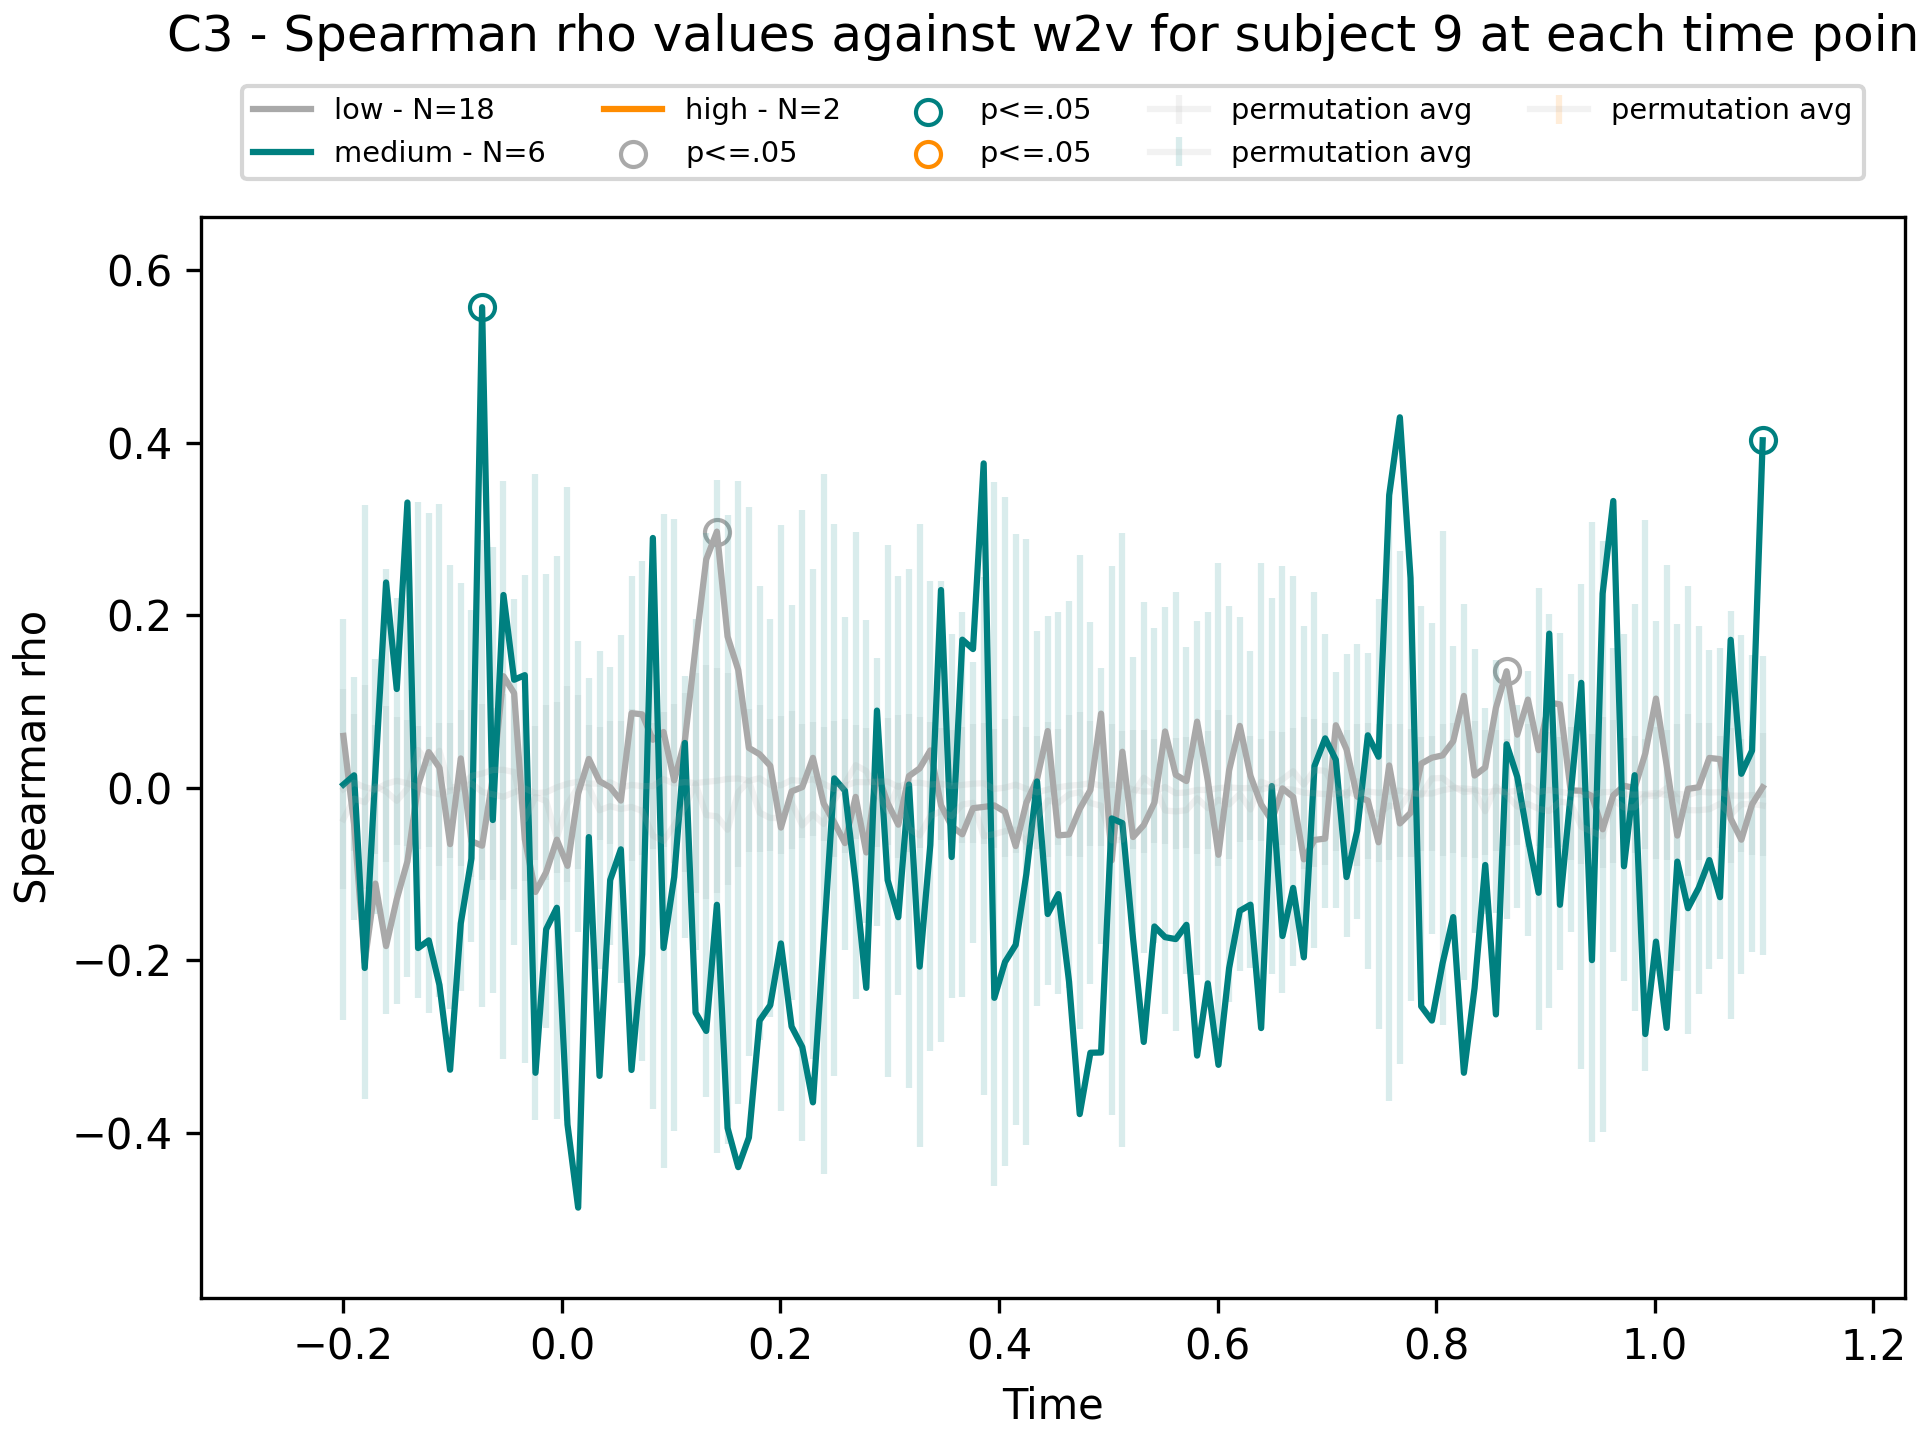 C3 - Spearman rho values against w2v for subject 9 at each time poin
low - N=18
medium - N=6
high - N=2
p<=.05
p<=.05
p<=.05
permutation avg
permutation avg
permutation avg
Spearman rho
0.6
0.4
0.2
0.0
−0.2
−0.4
−0.2 0.0 0.2 0.4 0.6 0.8 1.0 1.2
Time